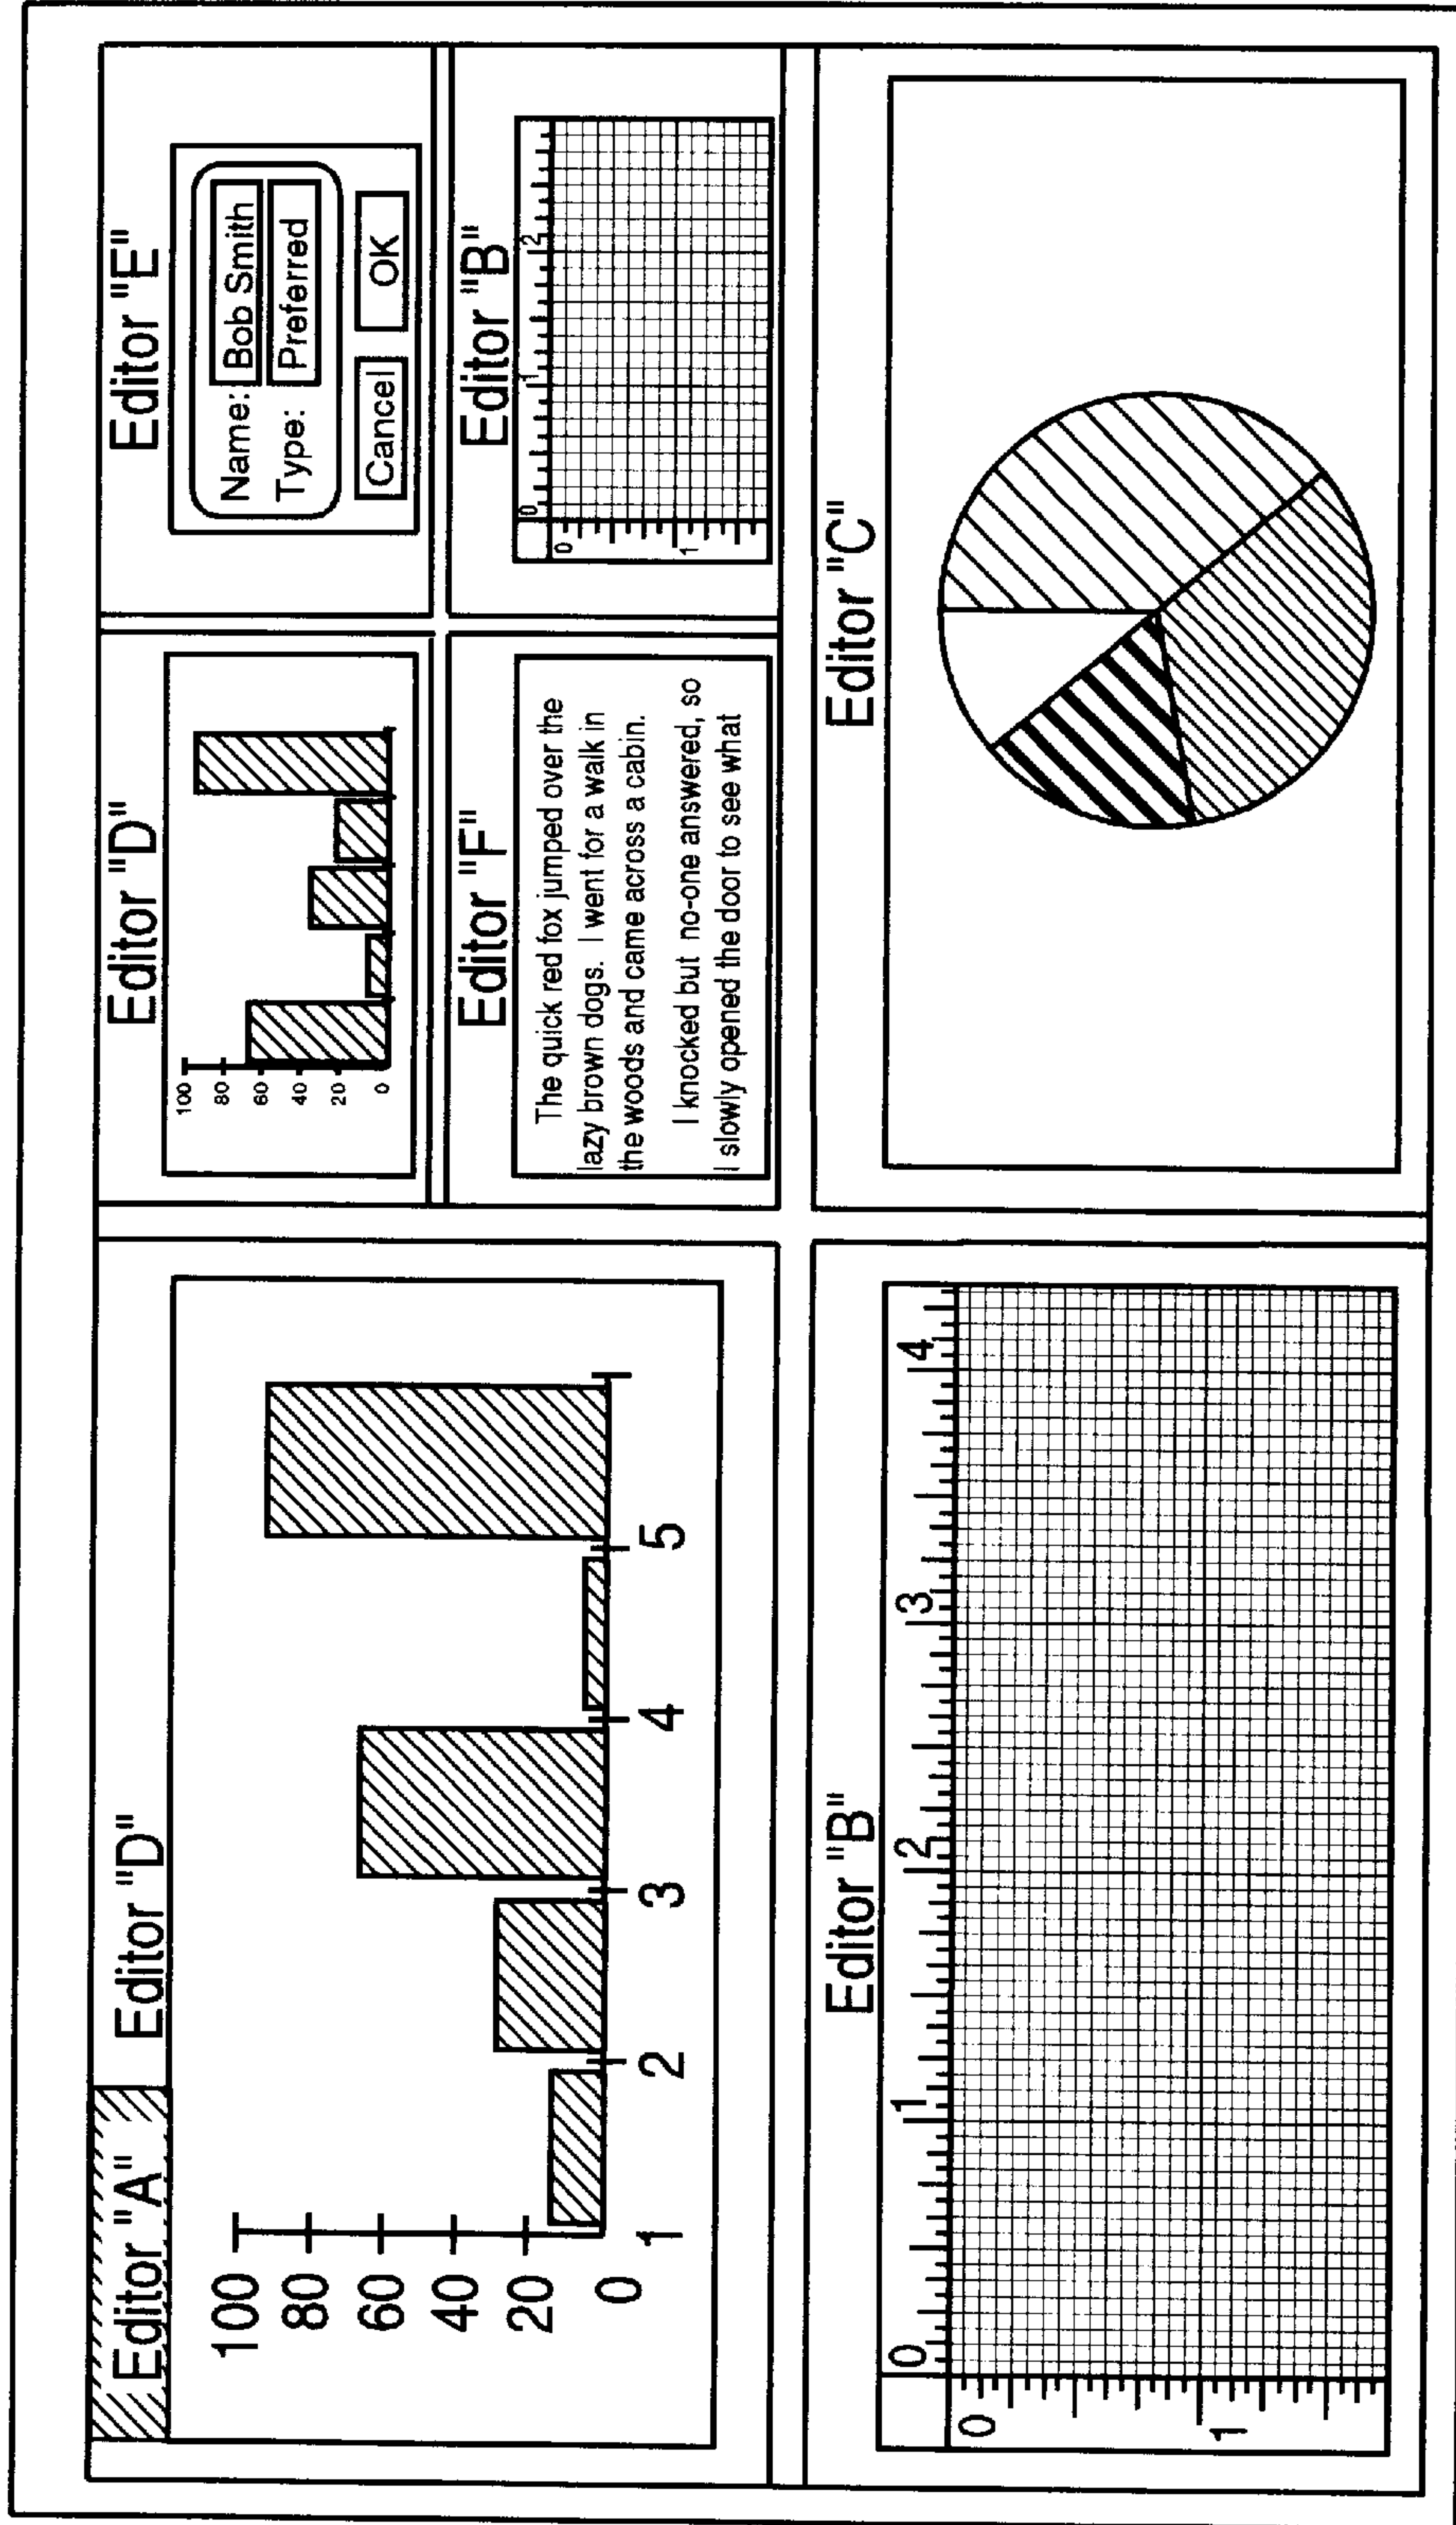 Editor "A" Editor "D"
100
80
60
40
20
0
1 2 3 4 5
Editor "D"
100
80
60
40
20
0
Editor "E"
Name: Bob Smith
Type: Preferred
Cancel OK
Editor "F"
The quick red fox jumped over the
lazy brown dogs. I went for a walk in
the woods and came across a cabin.
I knocked but no-one answered, so
I slowly opened the door to see what
Editor "B"
0 1 2
0
1
Editor "B"
0 1 2 3 4
0
1
Editor "C"